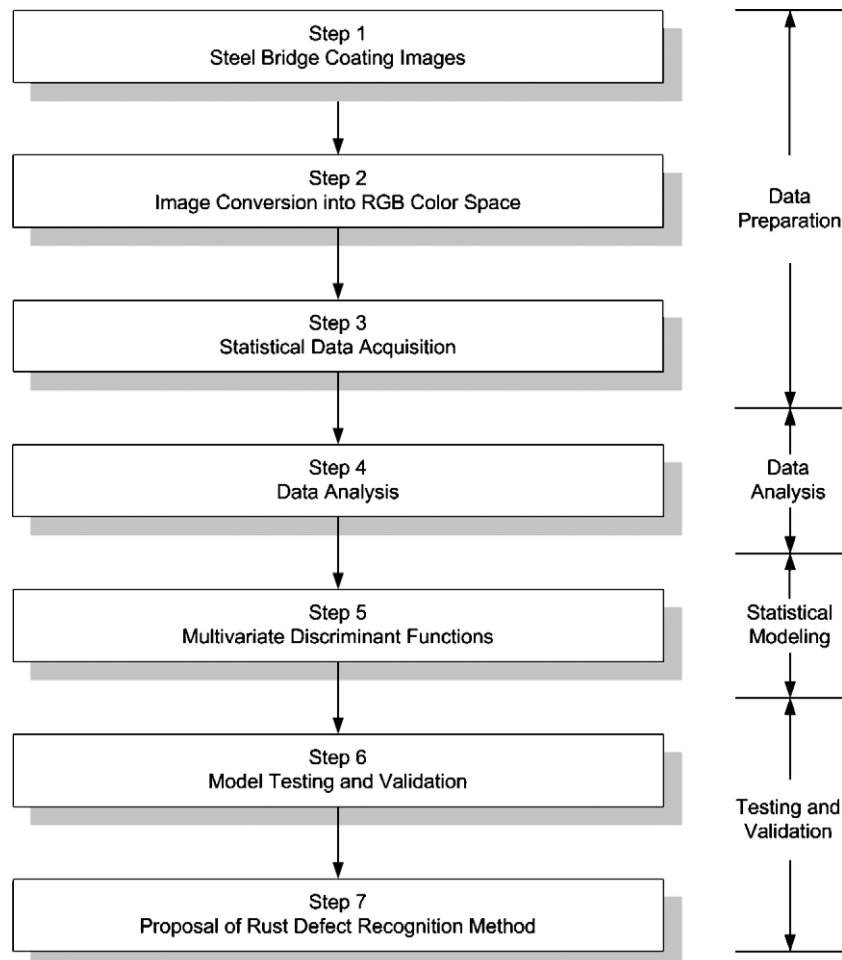 Step 1
Steel Bridge Coating Images
Step 2
Image Conversion into RGB Color Space
Step 3
Statistical Data Acquisition
Step 4
Data Analysis
Step 5
Multivariate Discriminant Functions
Step 6
Model Testing and Validation
Step 7
Proposal of Rust Defect Recognition Method
Data
Preparation
Data
Analysis
Statistical
Modeling
Testing and
Validation